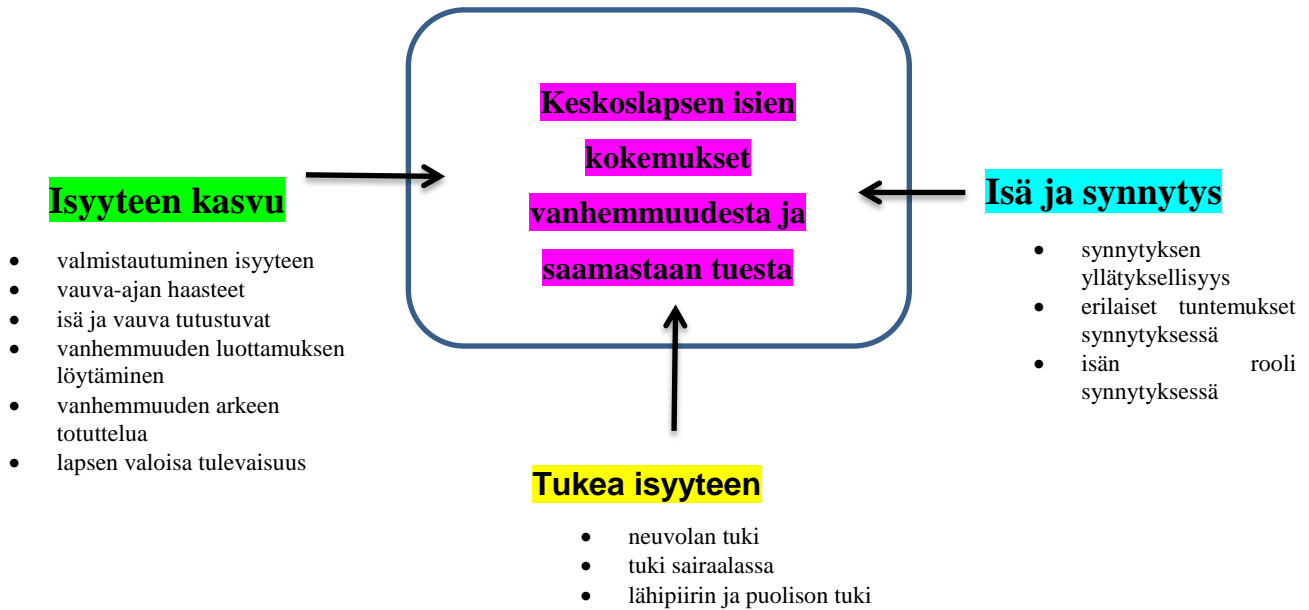 Keskoslapsen isien
kokemukset
vanhemmuudesta ja
saamastaan tuesta
Isyyteen kasvu
• valmistautuminen isyyteen
• vauva-ajan haasteet
• isä ja vauva tutustuvat
• vanhemmuuden luottamuksen
löytäminen
• vanhemmuuden arkeen
totuttelua
• lapsen valoisa tulevaisuus
Isä ja synnytys
• synnytyksen
yllätyksellisyys
• erilaiset tuntemukset
synnytyksessä
• isän rooli
synnytyksessä
Tukea isyyteen
• neuvolan tuki
• tuki sairaalassa
• lähipiirin ja puolison tuki